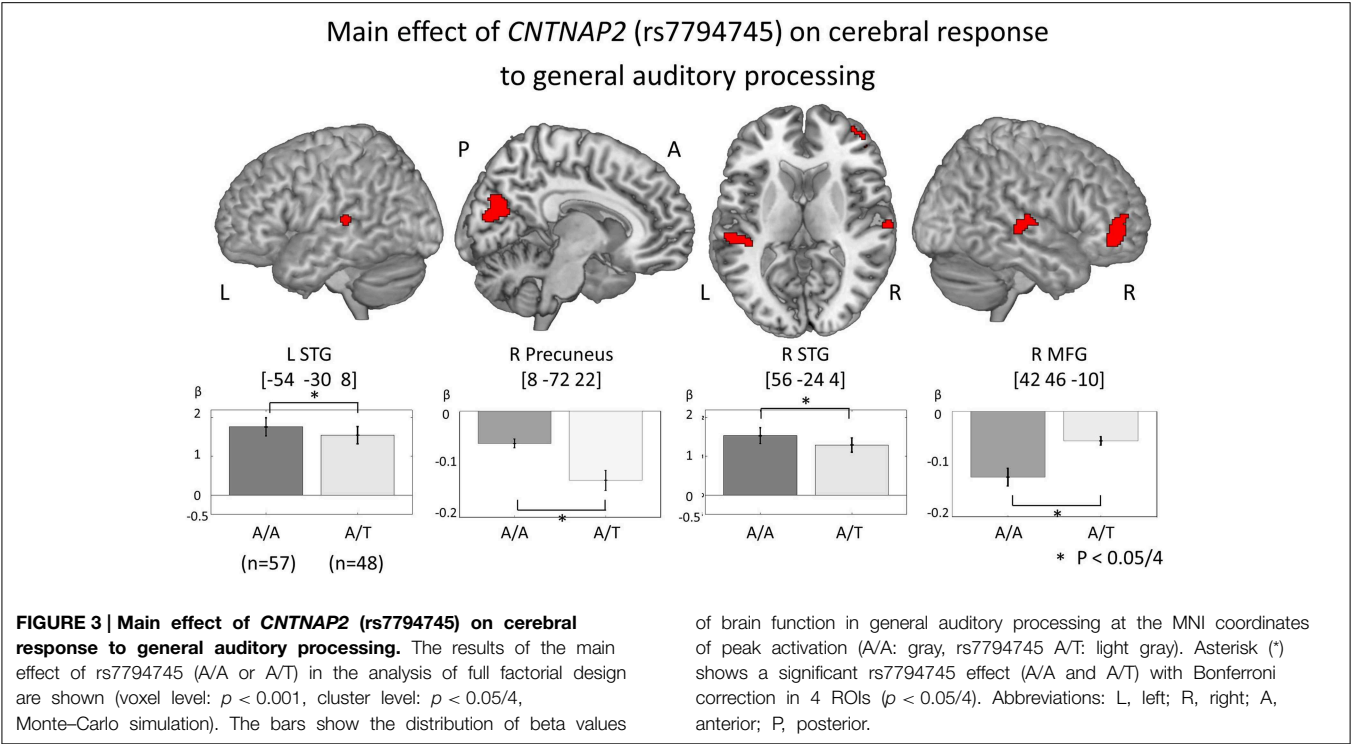 Main effect of CNTNAP2 (rs7794745) on cerebral response
to general auditory processing
P A
L L R R
L STG R Precuneus R STG R MFG
[-54 -30 8] [8 -72 22] [56 -24 4] [42 46 -10]
β β β β
* *
2 0 2 0
1 -0.1 1 -0.1
0 0
-0.5 -0.2 -0.5 -0.2
* *
A/A A/T A/A A/T A/A A/T A/A A/T
(n=57) (n=48)
* P < 0.05/4
FIGURE 3 | Main effect of CNTNAP2 (rs7794745) on cerebral
response to general auditory processing. The results of the main
effect of rs7794745 (A/A or A/T) in the analysis of full factorial design
are shown (voxel level: p < 0.001, cluster level: p < 0.05/4,
Monte–Carlo simulation). The bars show the distribution of beta values
of brain function in general auditory processing at the MNI coordinates
of peak activation (A/A: gray, rs7794745 A/T: light gray). Asterisk (*)
shows a significant rs7794745 effect (A/A and A/T) with Bonferroni
correction in 4 ROIs (p < 0.05/4). Abbreviations: L, left; R, right; A,
anterior; P, posterior.